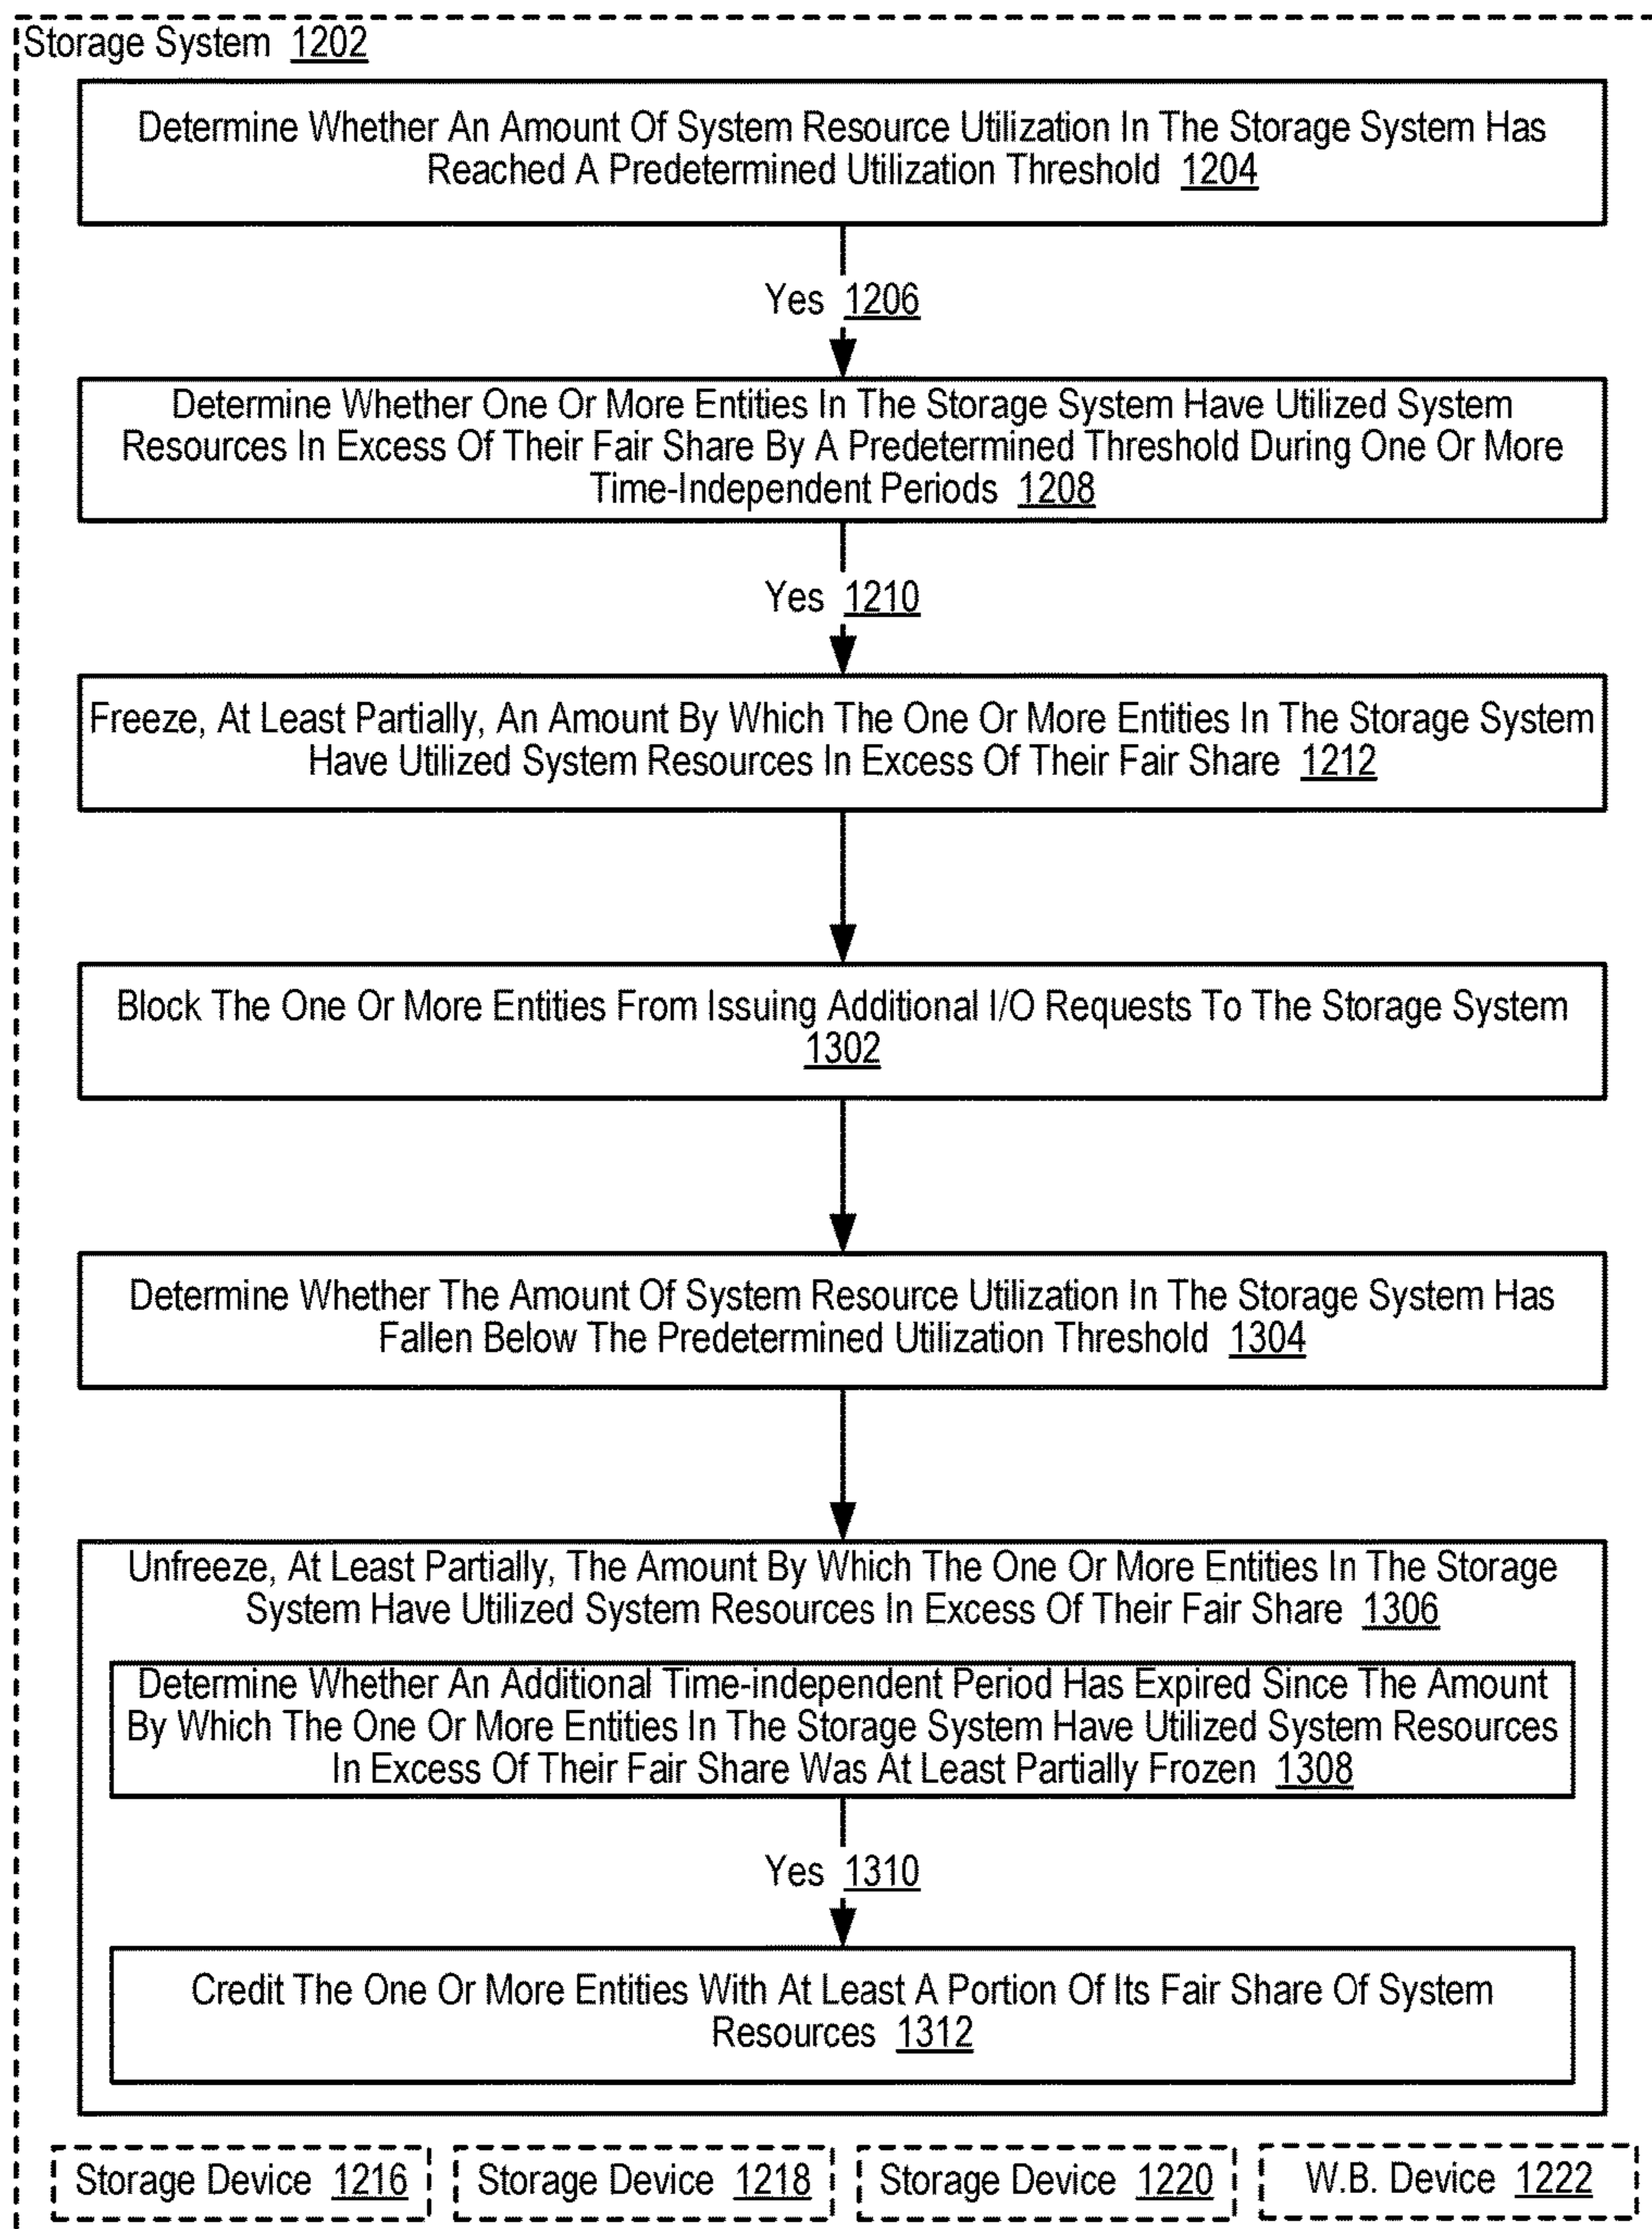 Storage System 1202
Determine Whether An Amount Of System Resource Utilization In The Storage System Has
Reached A Predetermined Utilization Threshold 1204
Yes 1206
Determine Whether One Or More Entities In The Storage System Have Utilized System
Resources In Excess Of Their Fair Share By A Predetermined Threshold During One Or More
Time-Independent Periods 1208
Yes 1210
Freeze, At Least Partially, An Amount By Which The One Or More Entities In The Storage System
Have Utilized System Resources In Excess Of Their Fair Share 1212
Block The One Or More Entities From Issuing Additional I/O Requests To The Storage System
1302
Determine Whether The Amount Of System Resource Utilization In The Storage System Has
Fallen Below The Predetermined Utilization Threshold 1304
Unfreeze, At Least Partially, The Amount By Which The One Or More Entities In The Storage
System Have Utilized System Resources In Excess Of Their Fair Share 1306
Determine Whether An Additional Time-independent Period Has Expired Since The Amount
By Which The One Or More Entities In The Storage System Have Utilized System Resources
In Excess Of Their Fair Share Was At Least Partially Frozen 1308
Yes 1310
Credit The One Or More Entities With At Least A Portion Of Its Fair Share Of System
Resources 1312
Storage Device 1216
Storage Device 1218
Storage Device 1220
W.B. Device 1222